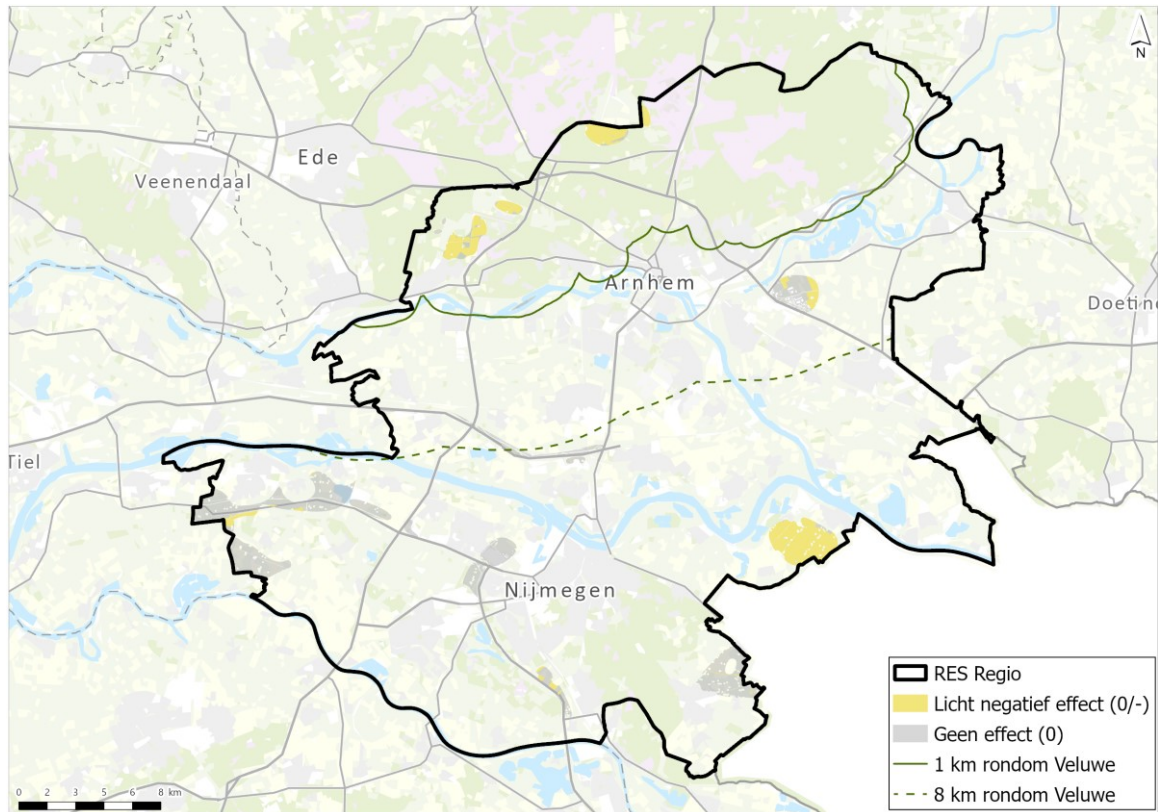 N
Ede
Veenendaal
Arnhem
Doetinc
Tiel
Nijmegen
RES Regio
Licht negatief effect (0/-)
Geen effect (0)
1 km rondom Veluwe
8 km rondom Veluwe
0 2 3 5 6 8 km